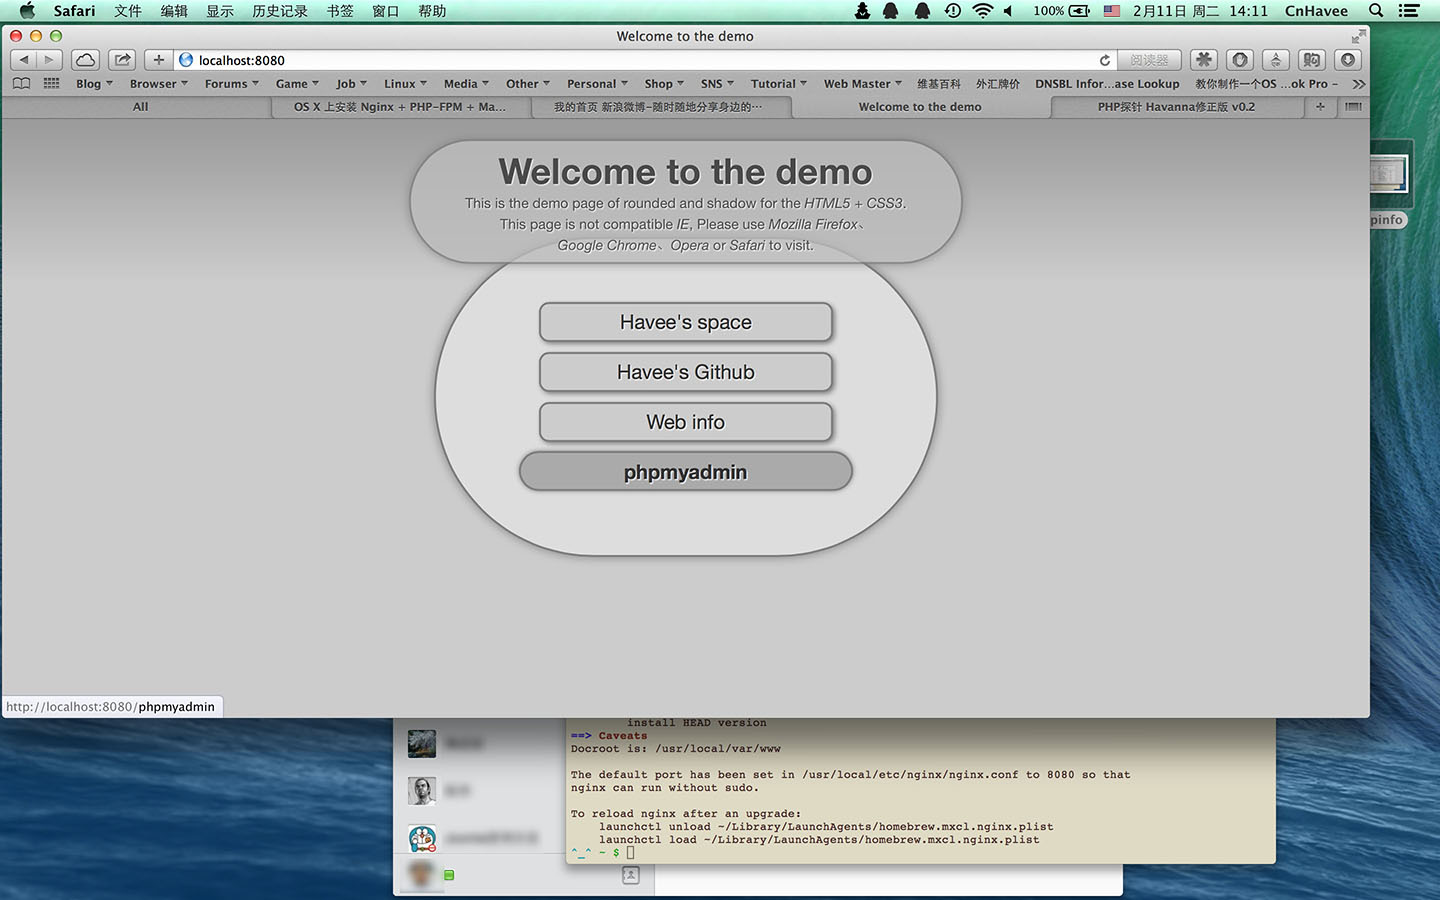 Safari 文件 编辑 显示 历史记录 书签 窗口 帮助 100% 2月11日 周二 14:11 CnHavee
Welcome to the demo
localhost:8080 阅读器
Blog Browser Forums Game Job Linux Media Other Personal Shop SNS Tutorial Web Master 维基百科 外汇牌价 DNSBL Infor...ase Lookup 教你制作一个OS ...ok Pro –
All OS X 上安装 Nginx + PHP-FPM + Ma... 我的首页 新浪微博-随时随地分享身边的… Welcome to the demo PHP探针 Havanna修正版 v0.2
Welcome to the demo
This is the demo page of rounded and shadow for the HTML5 + CSS3.
This page is not compatible IE, Please use Mozilla Firefox、
Google Chrome、Opera or Safari to visit.
pinfo
Havee's space
Havee's Github
Web info
phpmyadmin
http://localhost:8080/phpmyadmin
install HEAD version
==> Caveats
Docroot is: /usr/local/var/www
The default port has been set in /usr/local/etc/nginx/nginx.conf to 8080 so that
nginx can run without sudo.
To reload nginx after an upgrade:
launchctl unload ~/Library/LaunchAgents/homebrew.mxcl.nginx.plist
launchctl load ~/Library/LaunchAgents/homebrew.mxcl.nginx.plist
^_^ ~ $